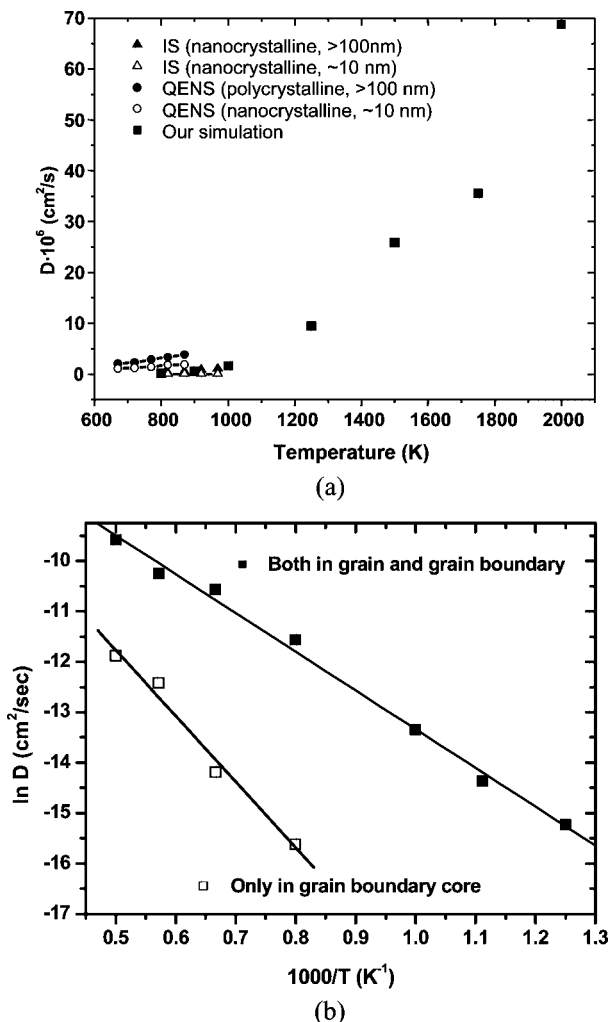 70
60
50
40
30
20
10
0
D·10⁶ (cm²/s)
IS (nanocrystalline, >100nm)
IS (nanocrystalline, ~10 nm)
QENS (polycrystalline, >100 nm)
QENS (nanocrystalline, ~10 nm)
Our simulation
600 800 1000 1200 1400 1600 1800 2000
Temperature (K)
(a)
-10
-11
-12
-13
-14
-15
-16
-17
ln D (cm²/sec)
Both in grain and grain boundary
Only in grain boundary core
0.5 0.6 0.7 0.8 0.9 1.0 1.1 1.2 1.3
1000/T (K⁻¹)
(b)